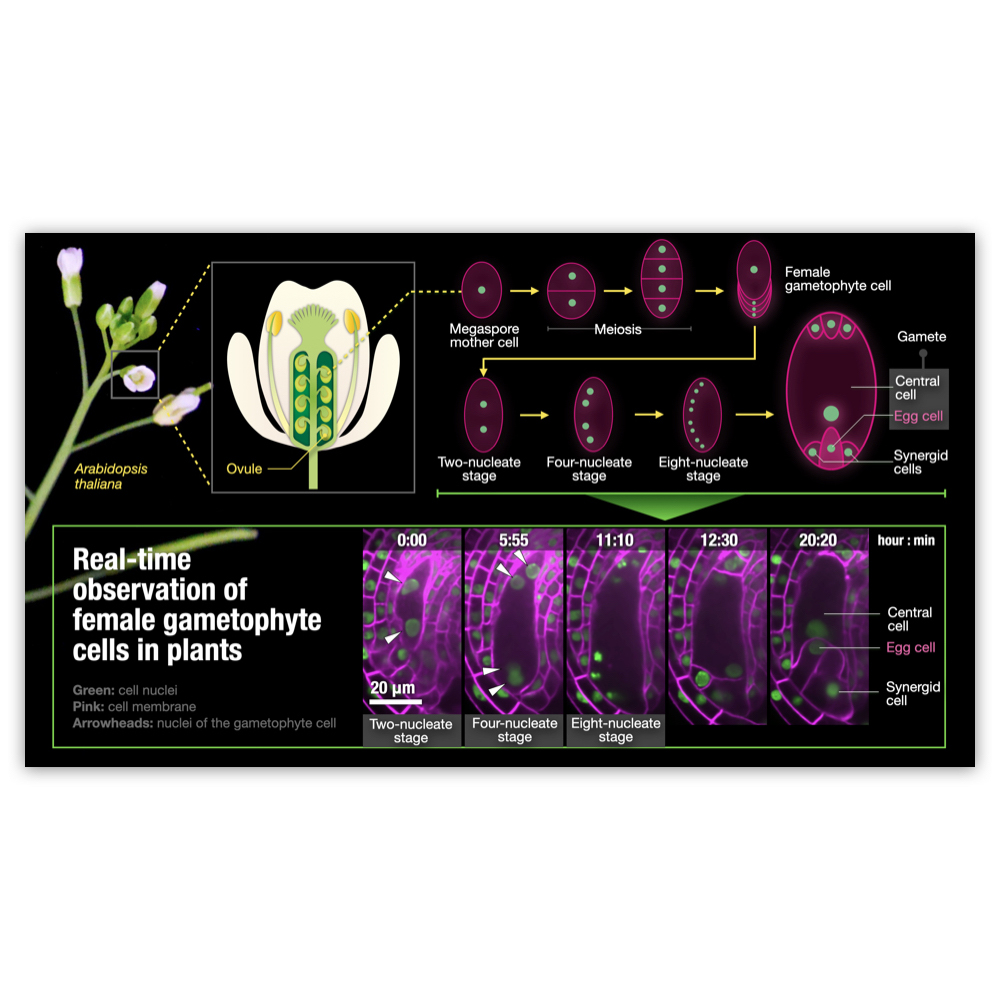 Arabidopsis
thaliana
Ovule
Megaspore
mother cell
Meiosis
Female
gametophyte cell
Two-nucleate
stage
Four-nucleate
stage
Eight-nucleate
stage
Gamete
Central
cell
Egg cell
Synergid
cells
Real-time
observation of
female gametophyte
cells in plants
Green: cell nuclei
Pink: cell membrane
Arrowheads: nuclei of the gametophyte cell
0:00
5:55
11:10
12:30
20:20
hour : min
20 µm
Two-nucleate
stage
Four-nucleate
stage
Eight-nucleate
stage
Central
cell
Egg cell
Synergid
cell